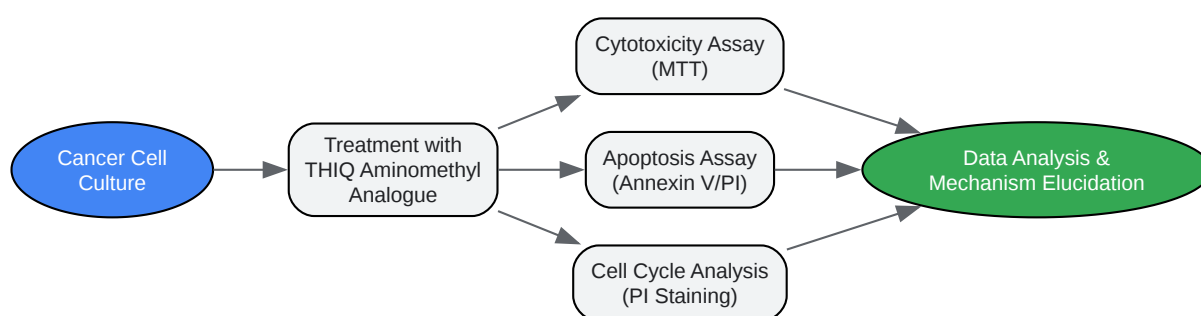 Cancer Cell
Culture
Treatment with
THIQ Aminomethyl
Analogue
Cytotoxicity Assay
(MTT)
Apoptosis Assay
(Annexin V/PI)
Cell Cycle Analysis
(PI Staining)
Data Analysis &
Mechanism Elucidation